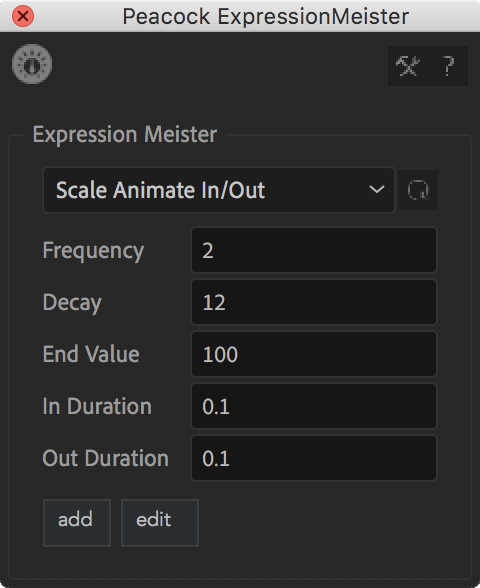 Peacock ExpressionMeister
?
Expression Meister
Scale Animate In/Out
Frequency 2
Decay 12
End Value 100
In Duration 0.1
Out Duration 0.1
add edit